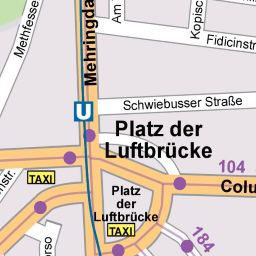 Methfesse
Mehringda
Am
Kopisc
Fidicinstr
Schwiebusser Straße
U
Platz der
Luftbrücke
104
Colu
TAXI
Platz
der
Luftbrücke
TAXI
184
nstr.
orso